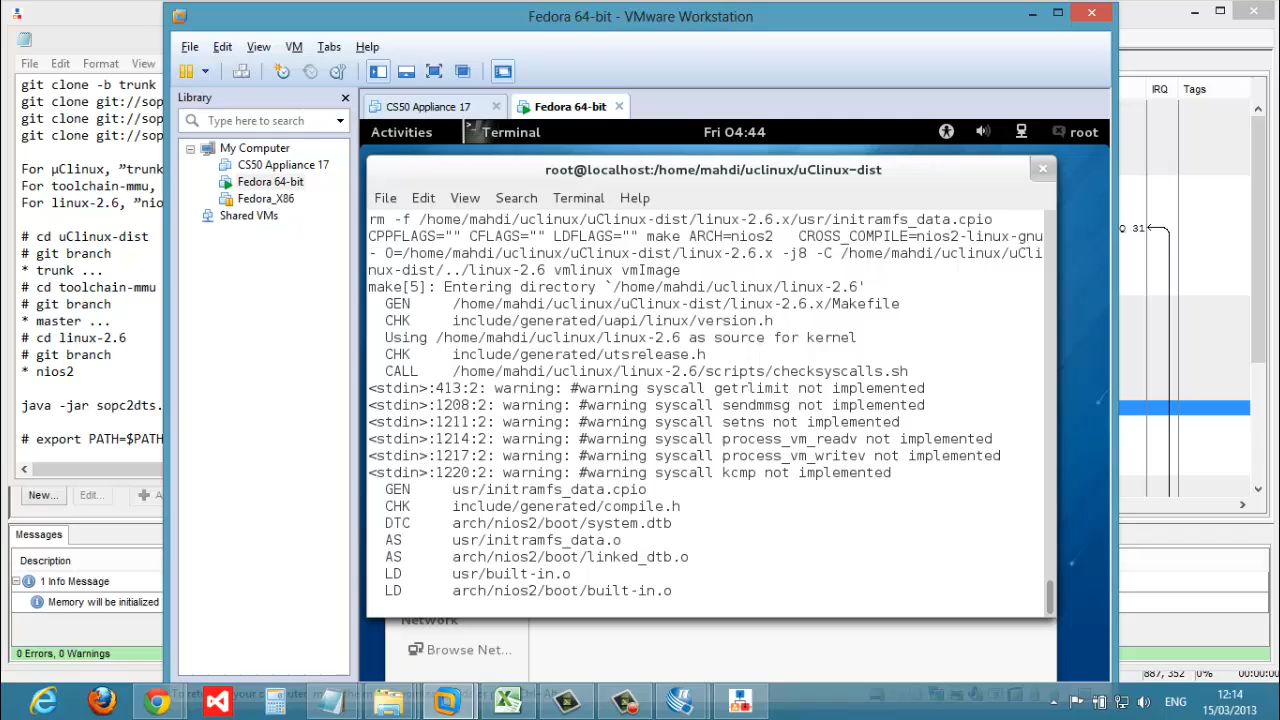 Fedora 64-bit - VMware Workstation
File Edit View VM Tabs Help
Library
Type here to search
My Computer
CS50 Appliance 17
Fedora 64-bit
Fedora_X86
Shared VMs
CS50 Appliance 17
Fedora 64-bit
Activities Terminal Fri 04:44 root
root@localhost:/home/mahdi/uclinux/uClinux-dist
File Edit View Search Terminal Help
rm -f /home/mahdi/uclinux/uClinux-dist/linux-2.6.x/usr/initramfs_data.cpio
CPPFLAGS="" CFLAGS="" LDFLAGS="" make ARCH=nios2 CROSS_COMPILE=nios2-linux-gnu
- O=/home/mahdi/uclinux/uClinux-dist/linux-2.6.x -j8 -C /home/mahdi/uclinux/uCli
nux-dist/../linux-2.6 vmlinux vmImage
make[5]: Entering directory `/home/mahdi/uclinux/linux-2.6'
GEN /home/mahdi/uclinux/uClinux-dist/linux-2.6.x/Makefile
CHK include/generated/uapi/linux/version.h
Using /home/mahdi/uclinux/linux-2.6 as source for kernel
CHK include/generated/utsrelease.h
CALL /home/mahdi/uclinux/linux-2.6/scripts/checksyscalls.sh
<stdin>:413:2: warning: #warning syscall getrlimit not implemented
<stdin>:1208:2: warning: #warning syscall sendmmsg not implemented
<stdin>:1211:2: warning: #warning syscall setns not implemented
<stdin>:1214:2: warning: #warning syscall process_vm_readv not implemented
<stdin>:1217:2: warning: #warning syscall process_vm_writev not implemented
<stdin>:1220:2: warning: #warning syscall kcmp not implemented
GEN usr/initramfs_data.cpio
CHK include/generated/compile.h
DTC arch/nios2/boot/system.dtb
AS usr/initramfs_data.o
AS arch/nios2/boot/linked_dtb.o
LD usr/built-in.o
LD arch/nios2/boot/built-in.o
Network
Browse Net...
File Edit Format View
git clone -b trunk
git clone git://sop
git clone git://sop
git clone git://sop
For µClinux, ”trunk
For toolchain-mmu,
For linux-2.6, ”nios
# cd uClinux-dist
# git branch
* trunk ...
# cd toolchain-mmu
# git branch
* master ...
# cd linux-2.6
# git branch
* nios2
java -jar sopc2dts.
# export PATH=$PATH
New... Edit...
Messages
Description
1 Info Message
Memory will be initialized
0 Errors, 0 Warnings
IRQ Tags
31
887, 352 0% 00:00:0
ENG
12:14
15/03/2013